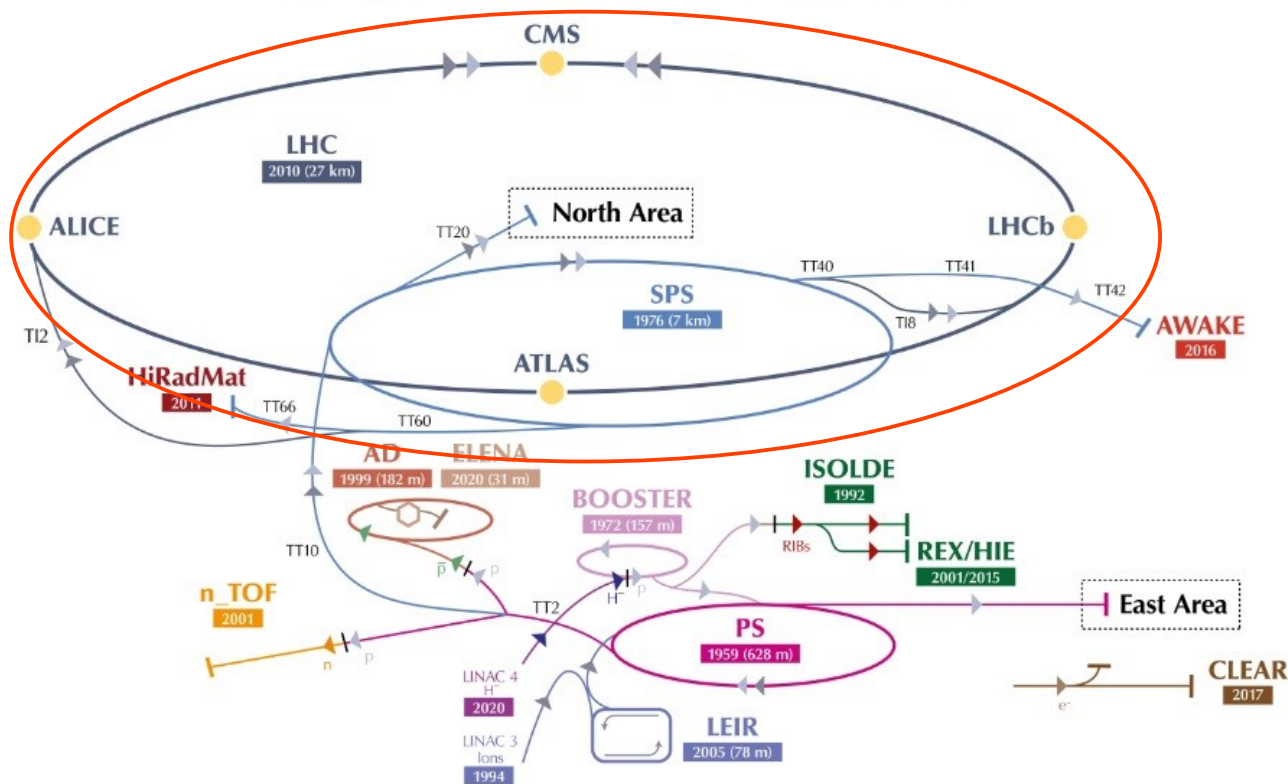 CMS
LHC
2010 (27 km)
North Area
ALICE
LHCb
TT20
TT40
TT41
TT42
SPS
1976 (7 km)
TI8
TI2
AWAKE
2016
ATLAS
HiRadMat
2011
TT66
TT60
AD
1999 (182 m)
ELENA
2020 (31 m)
ISOLDE
1992
BOOSTER
1972 (157 m)
RIBs
REX/HIE
2001/2015
TT10
p̄
p
H⁻
p
n_TOF
2001
TT2
East Area
n
p
PS
1959 (628 m)
LINAC 4
H⁻
2020
CLEAR
2017
e⁻
LEIR
2005 (78 m)
LINAC 3
Ions
1994